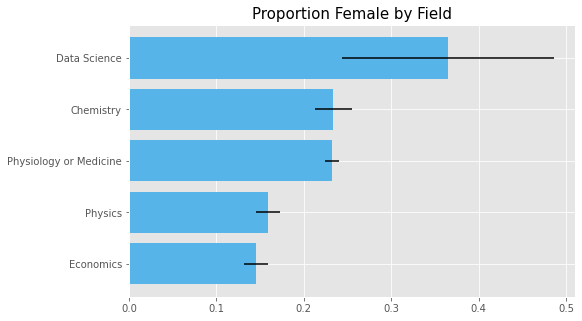 Proportion Female by Field
Data Science
Chemistry
Physiology or Medicine
Physics
Economics
0.0 0.1 0.2 0.3 0.4 0.5